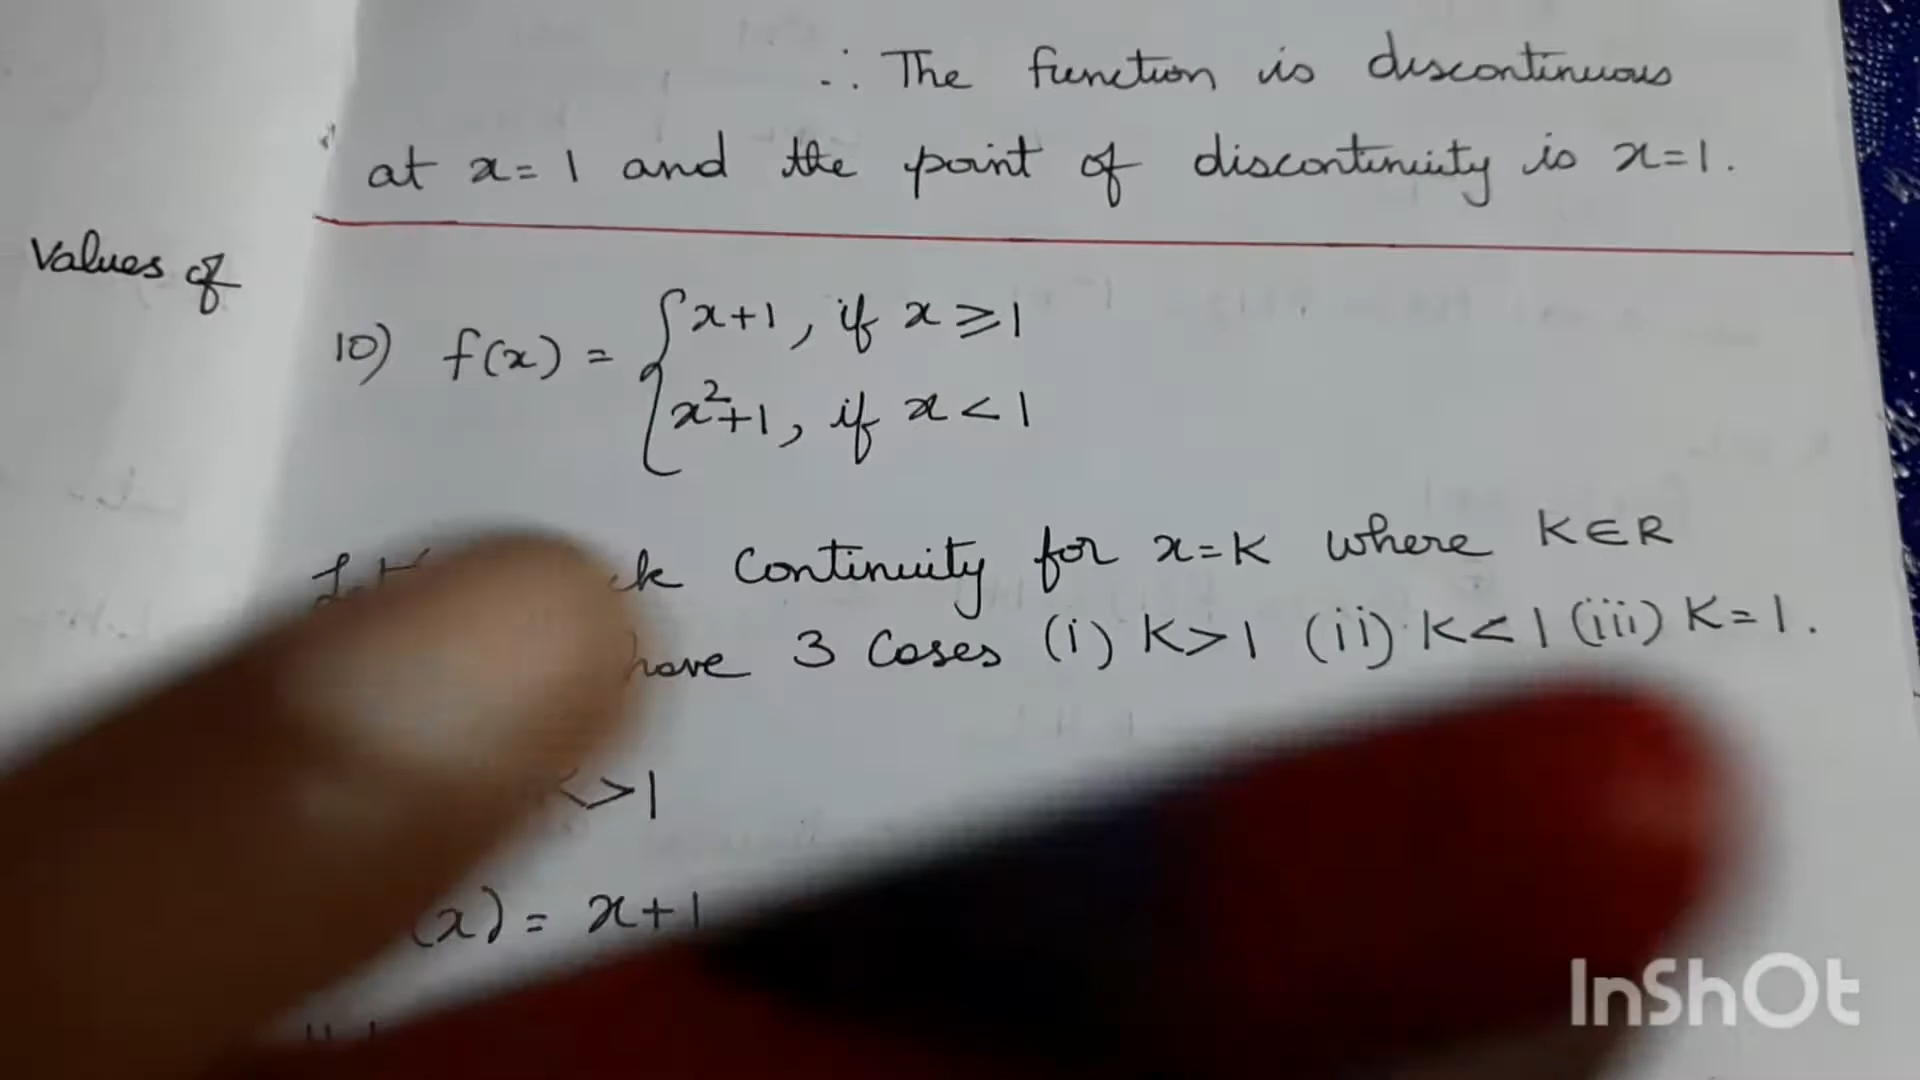 ∴ The function is discontinuous
at x = 1 and the point of discontinuity is x=1.
Values of
10) f(x) = { x+1, if x ≥ 1
x²+1, if x < 1
continuity for x=K where K∈R
have 3 cases (i) K>1 (ii) K<1 (iii) K=1.
>1
(x) = x+1
InShOt